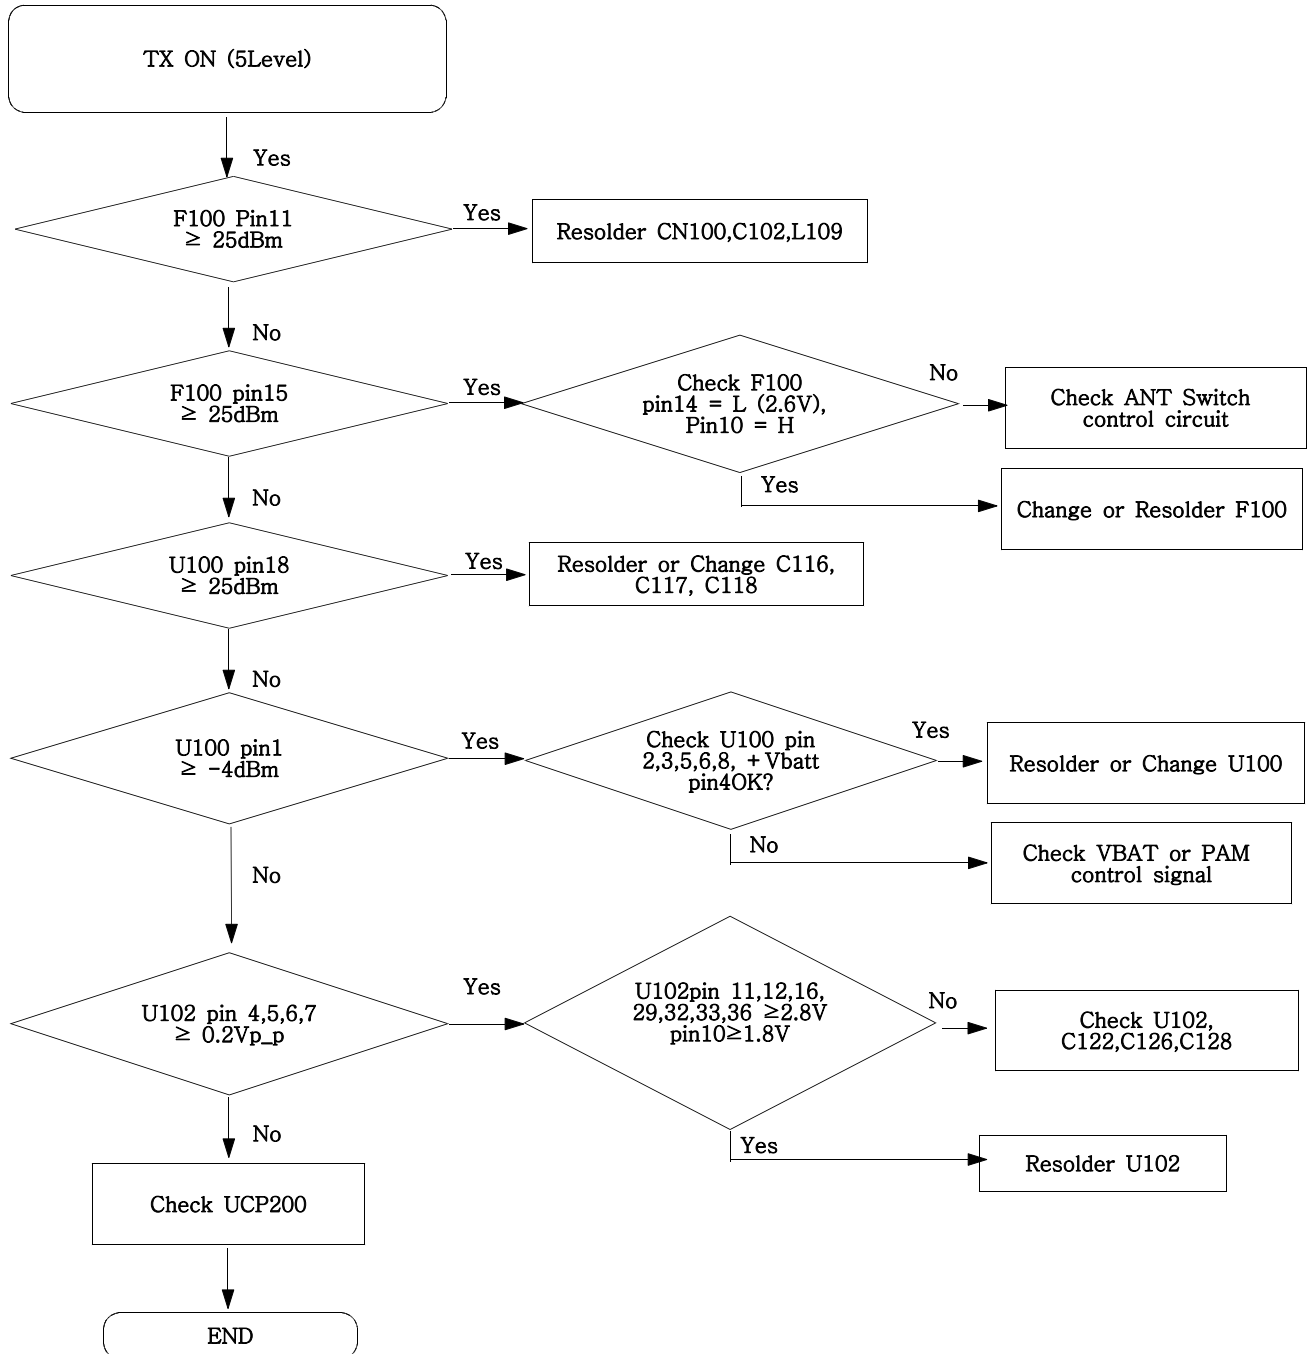 TX ON (5Level)
Yes
F100 Pin11
≥ 25dBm
Yes
Resolder CN100,C102,L109
No
F100 pin15
≥ 25dBm
Yes
Check F100
pin14 = L (2.6V),
Pin10 = H
No
Check ANT Switch
control circuit
Yes
Change or Resolder F100
No
U100 pin18
≥ 25dBm
Yes
Resolder or Change C116,
C117, C118
No
U100 pin1
≥ -4dBm
Yes
Check U100 pin
2,3,5,6,8, +Vbatt
pin4OK?
Yes
Resolder or Change U100
No
Check VBAT or PAM
control signal
No
U102 pin 4,5,6,7
≥ 0.2Vp_p
Yes
U102pin 11,12,16,
29,32,33,36 ≥2.8V
pin10≥1.8V
No
Check U102,
C122,C126,C128
Yes
Resolder U102
No
Check UCP200
END